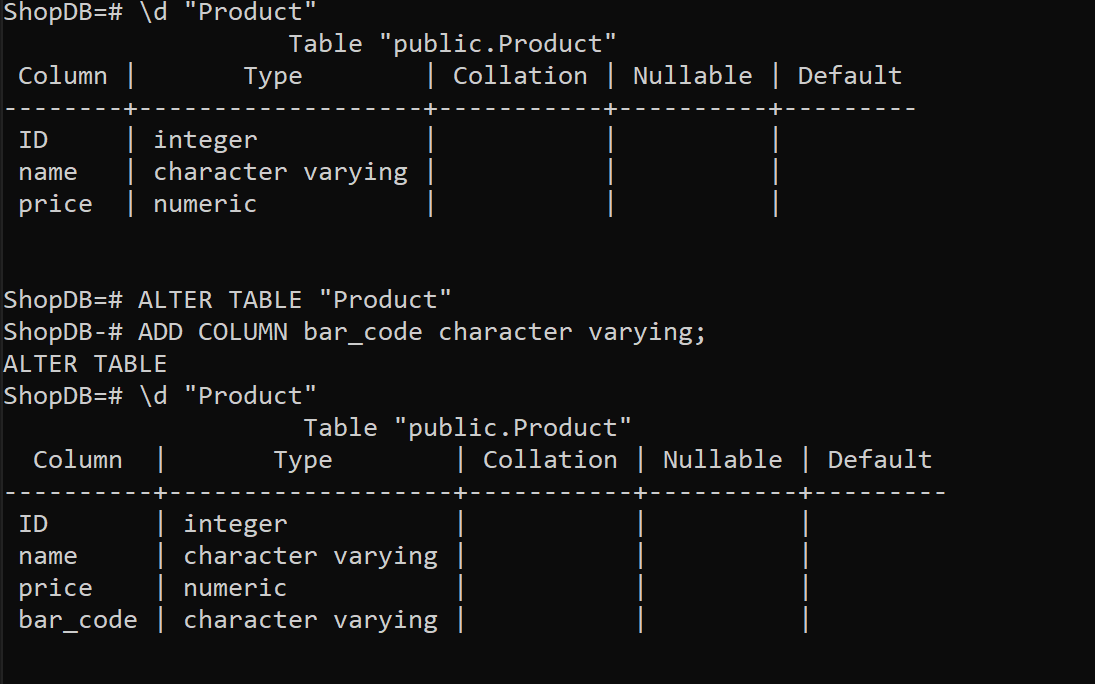 ShopDB=# \d "Product"
                   Table "public.Product"
 Column |       Type        | Collation | Nullable | Default
--------+-------------------+-----------+----------+---------
 ID     | integer           |           |          |
 name   | character varying |           |          |
 price  | numeric           |           |          |
ShopDB=# ALTER TABLE "Product"
ShopDB-# ADD COLUMN bar_code character varying;
ALTER TABLE
ShopDB=# \d "Product"
                    Table "public.Product"
  Column  |       Type        | Collation | Nullable | Default
----------+-------------------+-----------+----------+---------
 ID       | integer           |           |          |
 name     | character varying |           |          |
 price    | numeric           |           |          |
 bar_code | character varying |           |          |